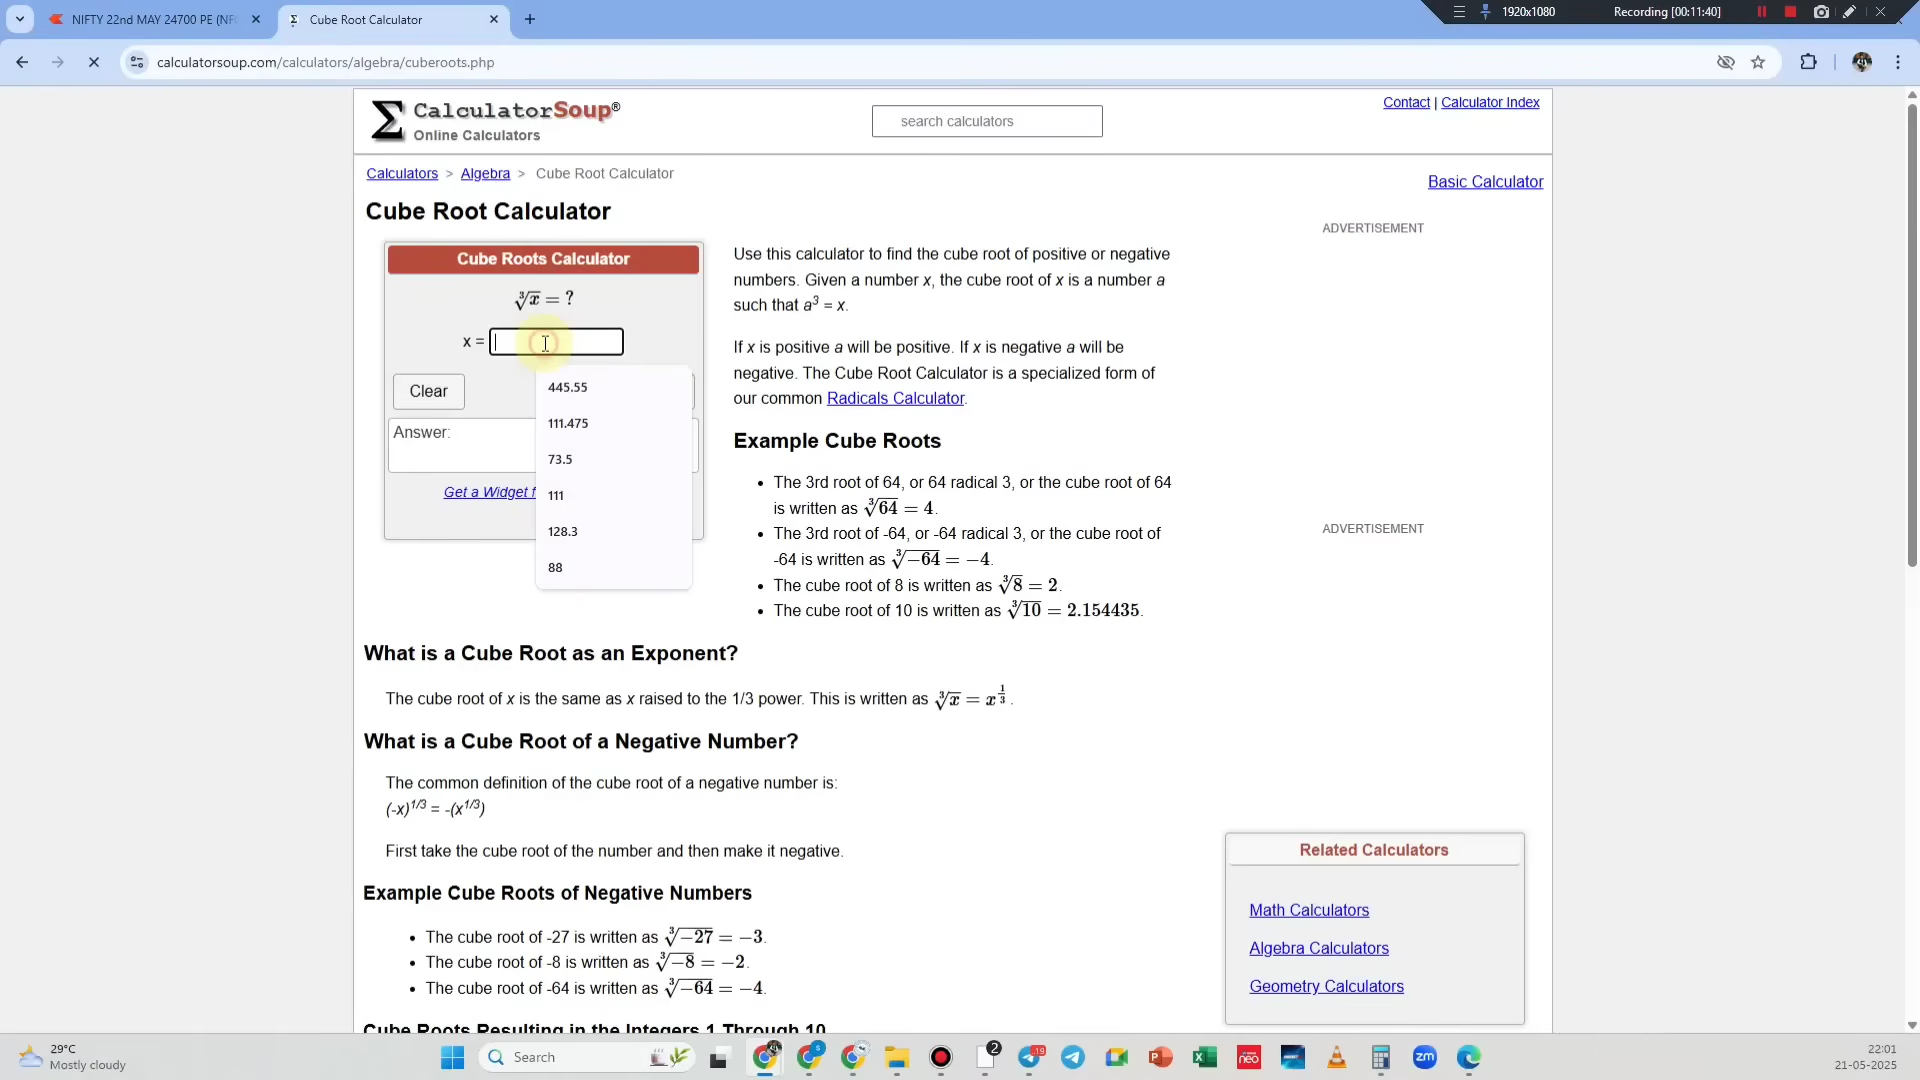 NIFTY 22nd MAY 24700 PE (NFO
Cube Root Calculator
1920x1080
Recording [00:11:40]
calculatorsoup.com/calculators/algebra/cuberoots.php
CalculatorSoup®
Online Calculators
search calculators
Contact | Calculator Index
Calculators > Algebra > Cube Root Calculator
Basic Calculator
Cube Root Calculator
ADVERTISEMENT
Cube Roots Calculator
∛x = ?
x =
445.55
111.475
73.5
111
128.3
88
Clear
Answer:
Get a Widget f
Use this calculator to find the cube root of positive or negative
numbers. Given a number x, the cube root of x is a number a
such that a³ = x.
If x is positive a will be positive. If x is negative a will be
negative. The Cube Root Calculator is a specialized form of
our common Radicals Calculator.
Example Cube Roots
• The 3rd root of 64, or 64 radical 3, or the cube root of 64
is written as ∛64 = 4.
• The 3rd root of -64, or -64 radical 3, or the cube root of
-64 is written as ∛−64 = −4.
• The cube root of 8 is written as ∛8 = 2.
• The cube root of 10 is written as ∛10 = 2.154435.
ADVERTISEMENT
What is a Cube Root as an Exponent?
The cube root of x is the same as x raised to the 1/3 power. This is written as ∛x = x^(1/3).
What is a Cube Root of a Negative Number?
The common definition of the cube root of a negative number is:
(-x)^1/3 = -(x^1/3)
First take the cube root of the number and then make it negative.
Example Cube Roots of Negative Numbers
• The cube root of -27 is written as ∛−27 = −3.
• The cube root of -8 is written as ∛−8 = −2.
• The cube root of -64 is written as ∛−64 = −4.
Cube Roots Resulting in the Integers 1 Through 10
Related Calculators
Math Calculators
Algebra Calculators
Geometry Calculators
29°C
Mostly cloudy
Search
2
19
neo
zm
22:01
21-05-2025